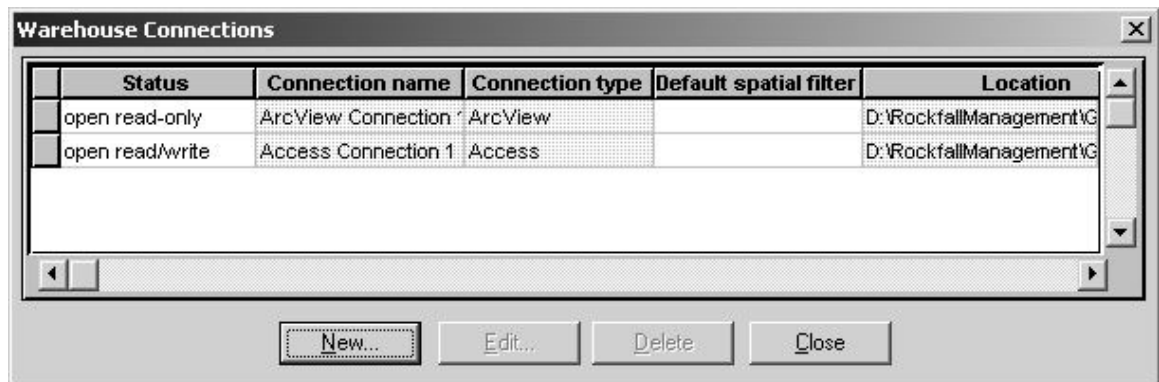 Warehouse Connections
Status Connection name Connection type Default spatial filter Location
open read-only ArcView Connection ArcView D:\RockfallManagement\G
open read/write Access Connection 1 Access D:\RockfallManagement\G
New... Edit... Delete Close